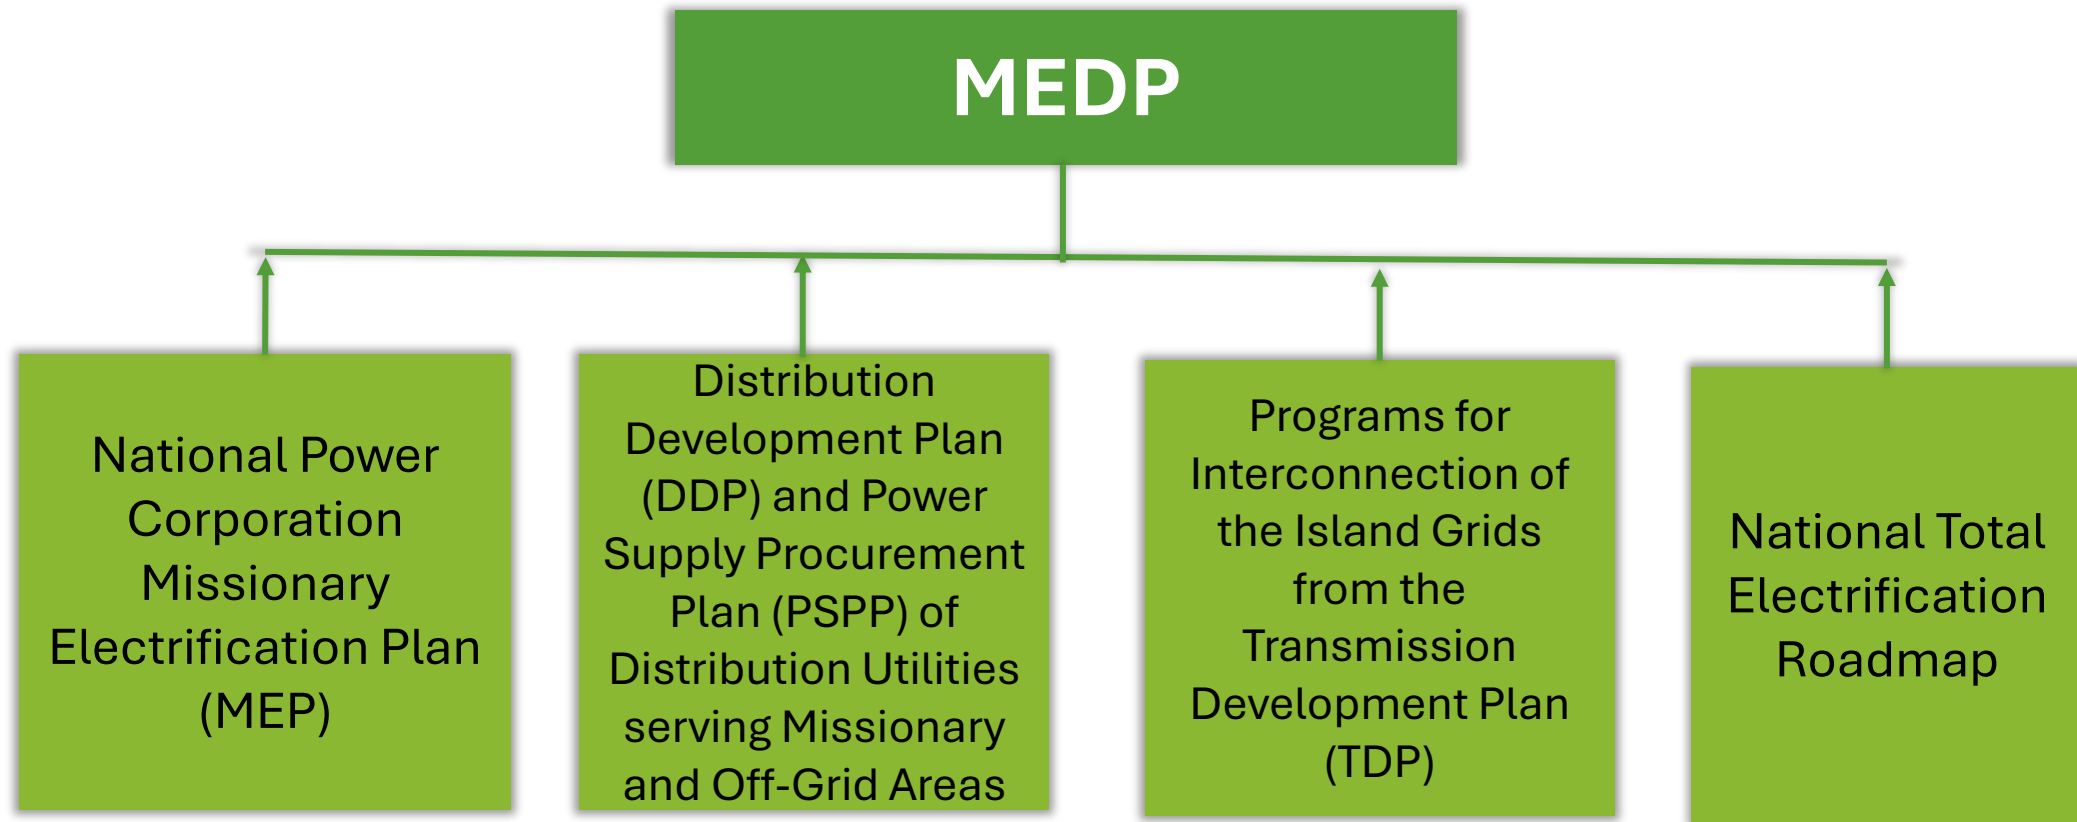 MEDP
National Power
Corporation
Missionary
Electrification Plan
(MEP)
Distribution
Development Plan
(DDP) and Power
Supply Procurement
Plan (PSPP) of
Distribution Utilities
serving Missionary
and Off-Grid Areas
Programs for
Interconnection of
the Island Grids
from the
Transmission
Development Plan
(TDP)
National Total
Electrification
Roadmap